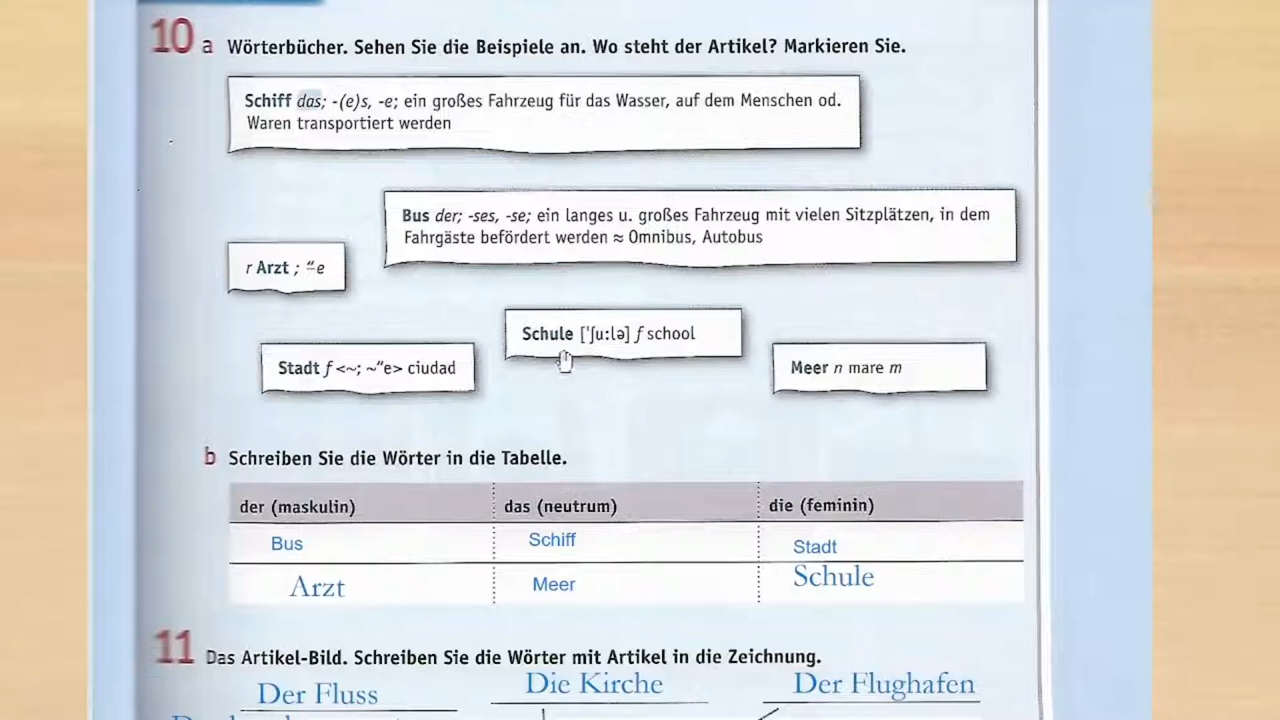 10 a Wörterbücher. Sehen Sie die Beispiele an. Wo steht der Artikel? Markieren Sie.
Schiff das; -(e)s, -e; ein großes Fahrzeug für das Wasser, auf dem Menschen od.
Waren transportiert werden
Bus der; -ses, -se; ein langes u. großes Fahrzeug mit vielen Sitzplätzen, in dem
Fahrgäste befördert werden ≈ Omnibus, Autobus
r Arzt ; ¨-e
Schule ['ʃu:lə] f school
Stadt f <~; ~¨e> ciudad
Meer n mare m
b Schreiben Sie die Wörter in die Tabelle.
der (maskulin) das (neutrum) die (feminin)
Bus Schiff Stadt
Arzt Meer Schule
11 Das Artikel-Bild. Schreiben Sie die Wörter mit Artikel in die Zeichnung.
Der Fluss Die Kirche Der Flughafen